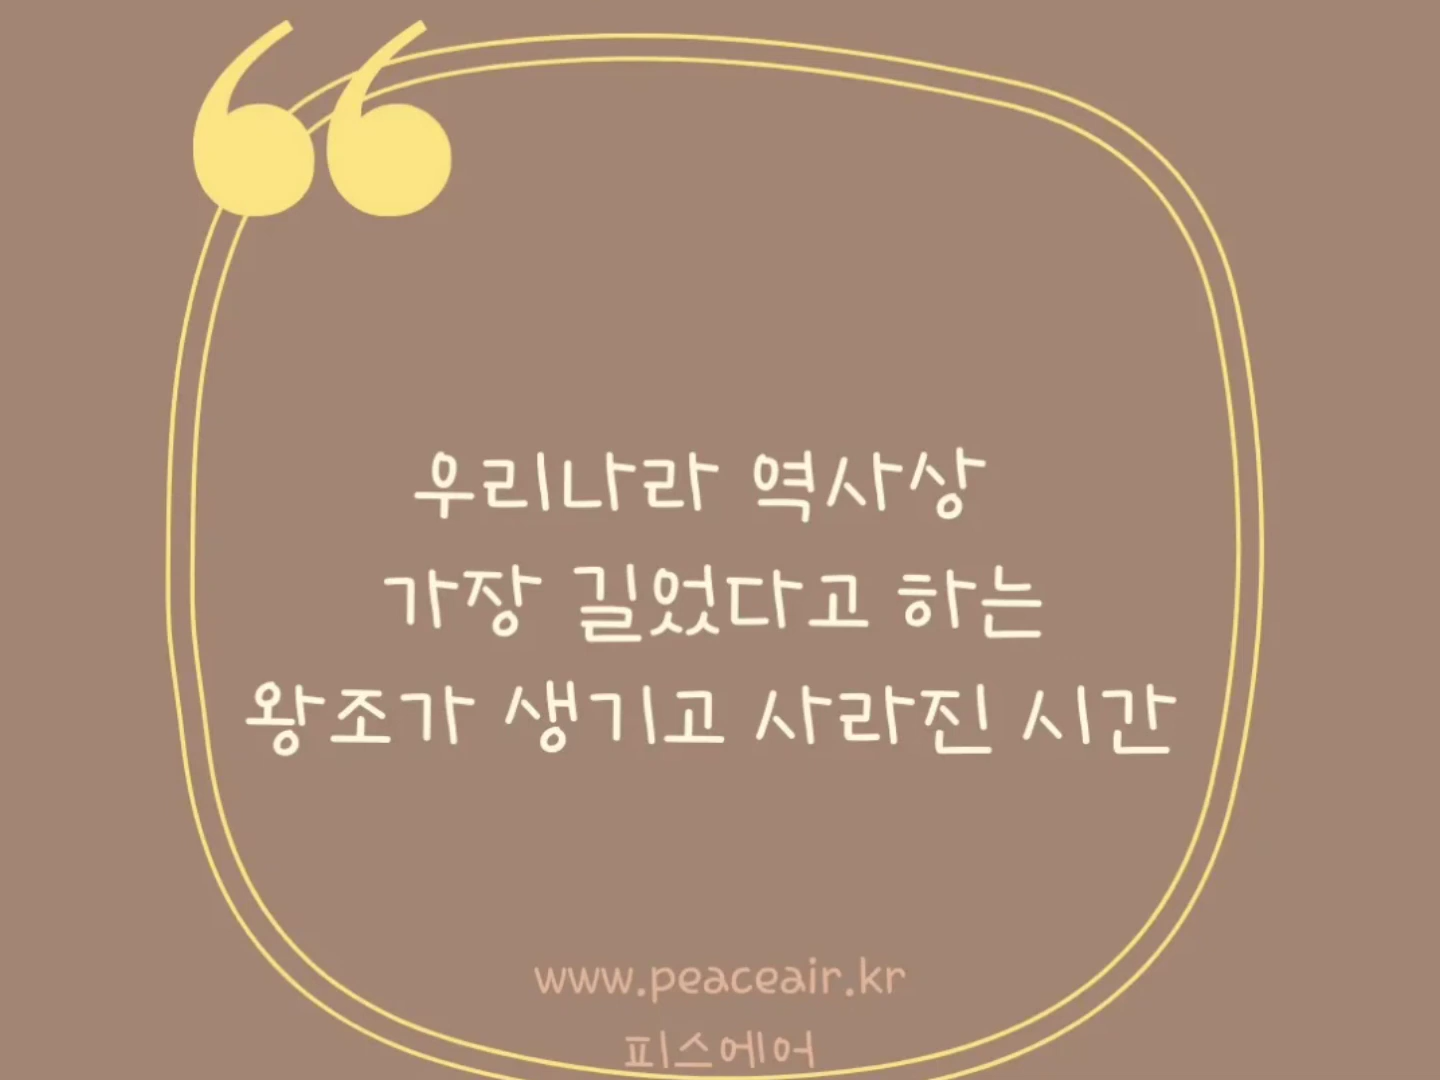 우리나라 역사상
가장 길었다고 하는
왕조가 생기고 사라진 시간
www.peaceair.kr
피스에어